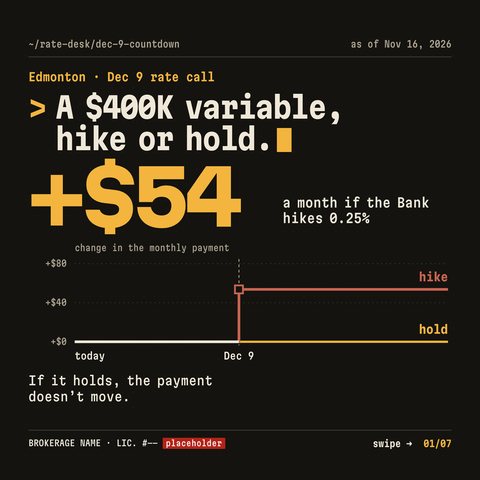 ~/rate-desk/dec-9-countdown as of Nov 16, 2026
Edmonton · Dec 9 rate call
> A $400K variable,
hike or hold.
+$54
a month if the Bank
hikes 0.25%
change in the monthly payment
+$80
hike
+$40
hold
+$0
today Dec 9
If it holds, the payment
doesn't move.
BROKERAGE NAME · LIC. #—— placeholder swipe → 01/07